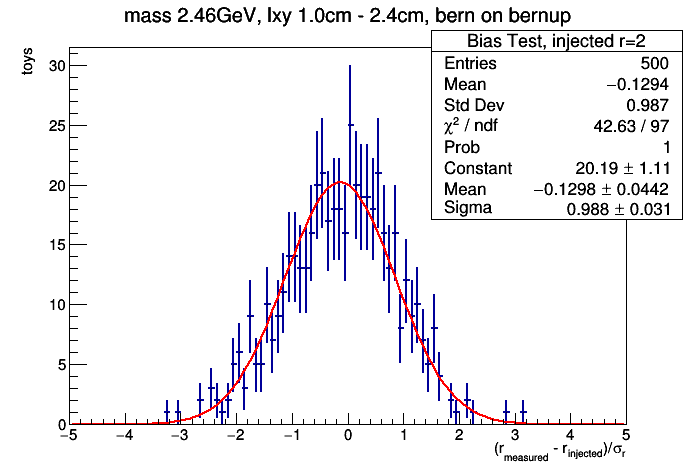 mass 2.46GeV, lxy 1.0cm - 2.4cm, bern on bernup
Bias Test, injected r=2
Entries 500
Mean −0.1294
Std Dev 0.987
χ² / ndf 42.63 / 97
Prob 1
Constant 20.19 ± 1.11
Mean −0.1298 ± 0.0442
Sigma 0.988 ± 0.031
toys
30
25
20
15
10
5
0
−5 −4 −3 −2 −1 0 1 2 3 4 5
(r_measured - r_injected)/σ_r